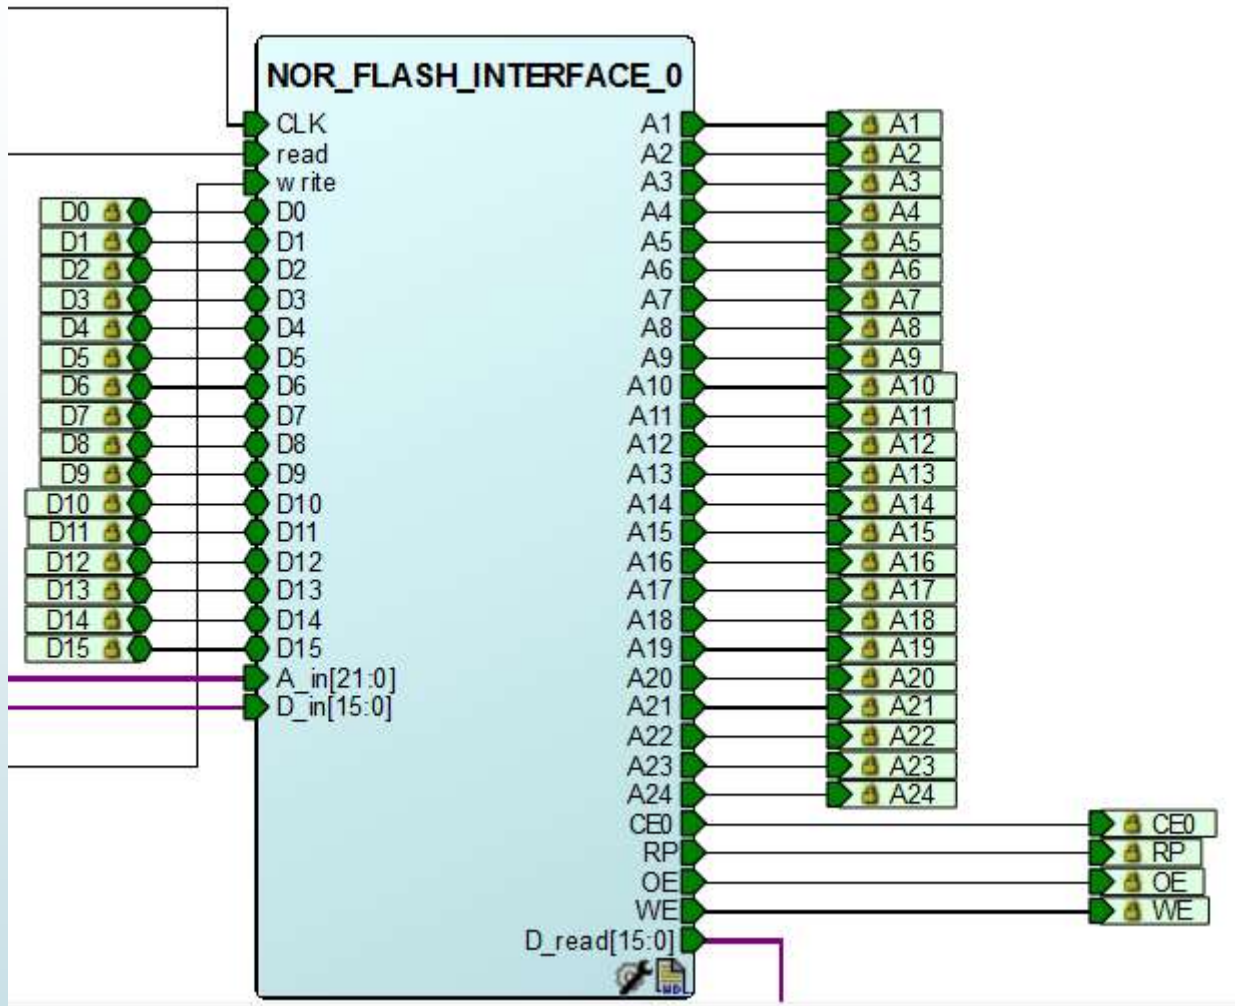 NOR_FLASH_INTERFACE_0
CLK A1 A1
read A2 A2
write A3 A3
D0 D0 A4 A4
D1 D1 A5 A5
D2 D2 A6 A6
D3 D3 A7 A7
D4 D4 A8 A8
D5 D5 A9 A9
D6 D6 A10 A10
D7 D7 A11 A11
D8 D8 A12 A12
D9 D9 A13 A13
D10 D10 A14 A14
D11 D11 A15 A15
D12 D12 A16 A16
D13 D13 A17 A17
D14 D14 A18 A18
D15 D15 A19 A19
A_in[21:0] A20 A20
D_in[15:0] A21 A21
A22 A22
A23 A23
A24 A24
CE0 CE0
RP RP
OE OE
WE WE
D_read[15:0]
HDL